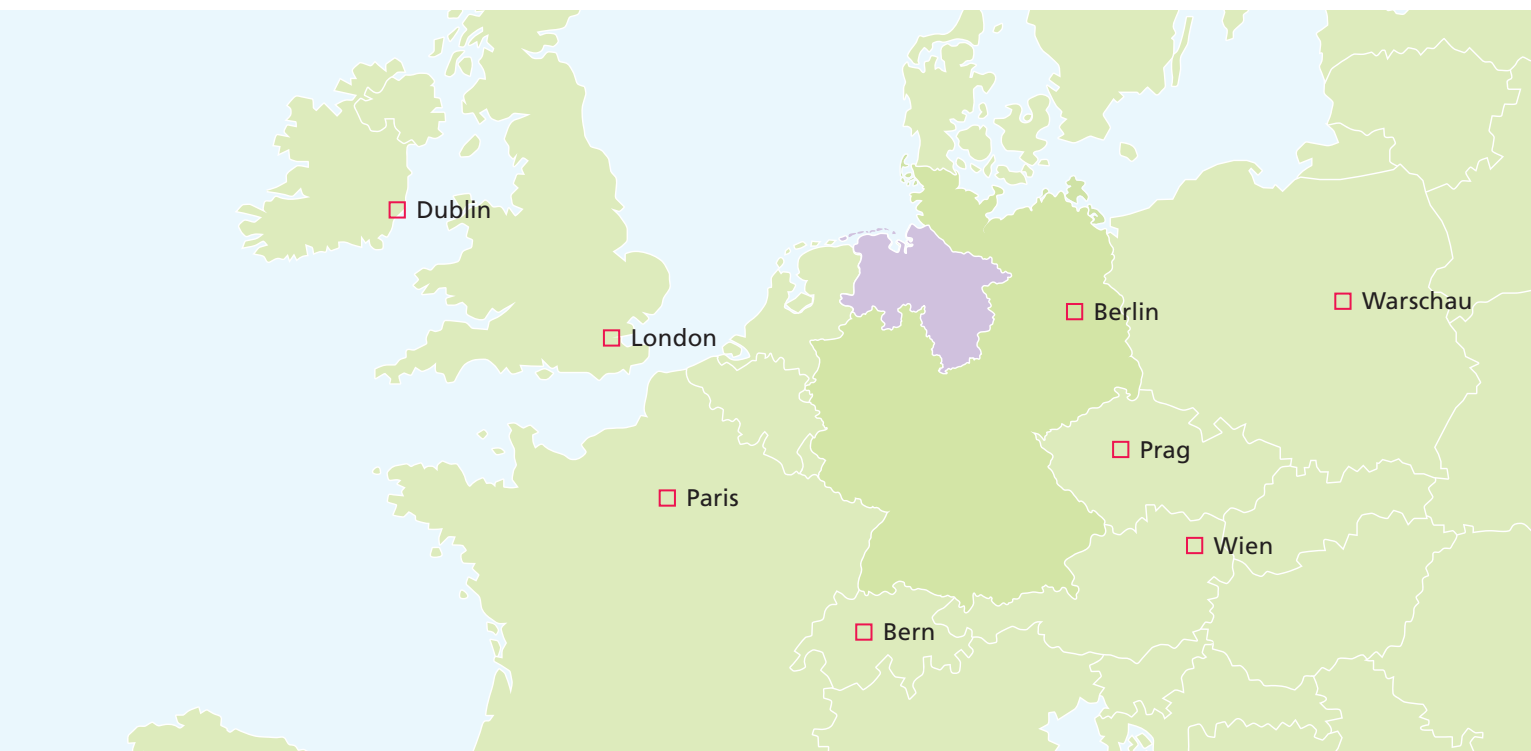 Dublin
Warschau
Berlin
London
Prag
Paris
Wien
Bern